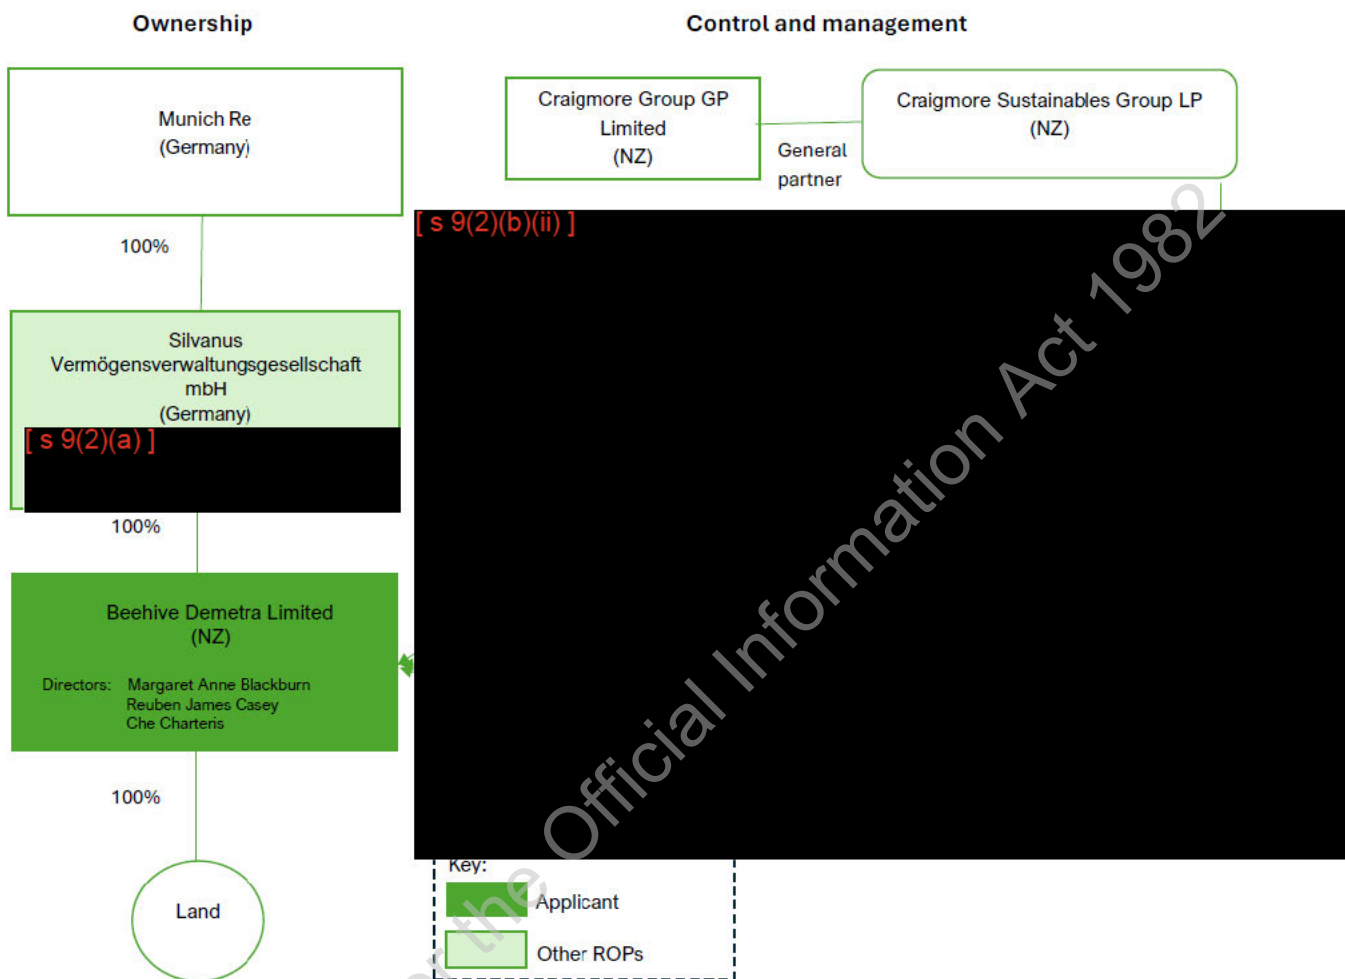 Ownership
Control and management
Munich Re
(Germany)
Craigmore Group GP
Limited
(NZ)
General
partner
Craigmore Sustainables Group LP
(NZ)
100%
[ s 9(2)(b)(ii) ]
Silvanus
Vermögensverwaltungsgesellschaft
mbH
(Germany)
[ s 9(2)(a) ]
100%
Beehive Demetra Limited
(NZ)
Directors: Margaret Anne Blackburn
Reuben James Casey
Che Charteris
100%
Land
Key:
Applicant
Other ROPs
the Official Information Act 1982